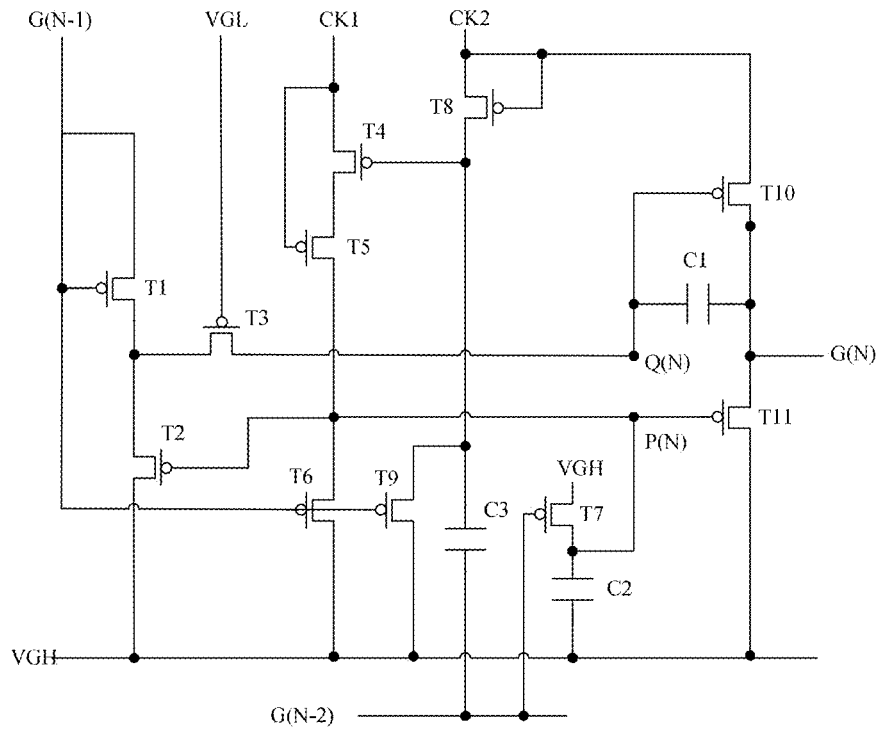 G(N-1)
VGL
CK1
CK2
T8
T4
T10
T5
C1
T1
T3
Q(N)
G(N)
T2
T11
P(N)
T6
T9
VGH
C3
T7
C2
VGH
G(N-2)